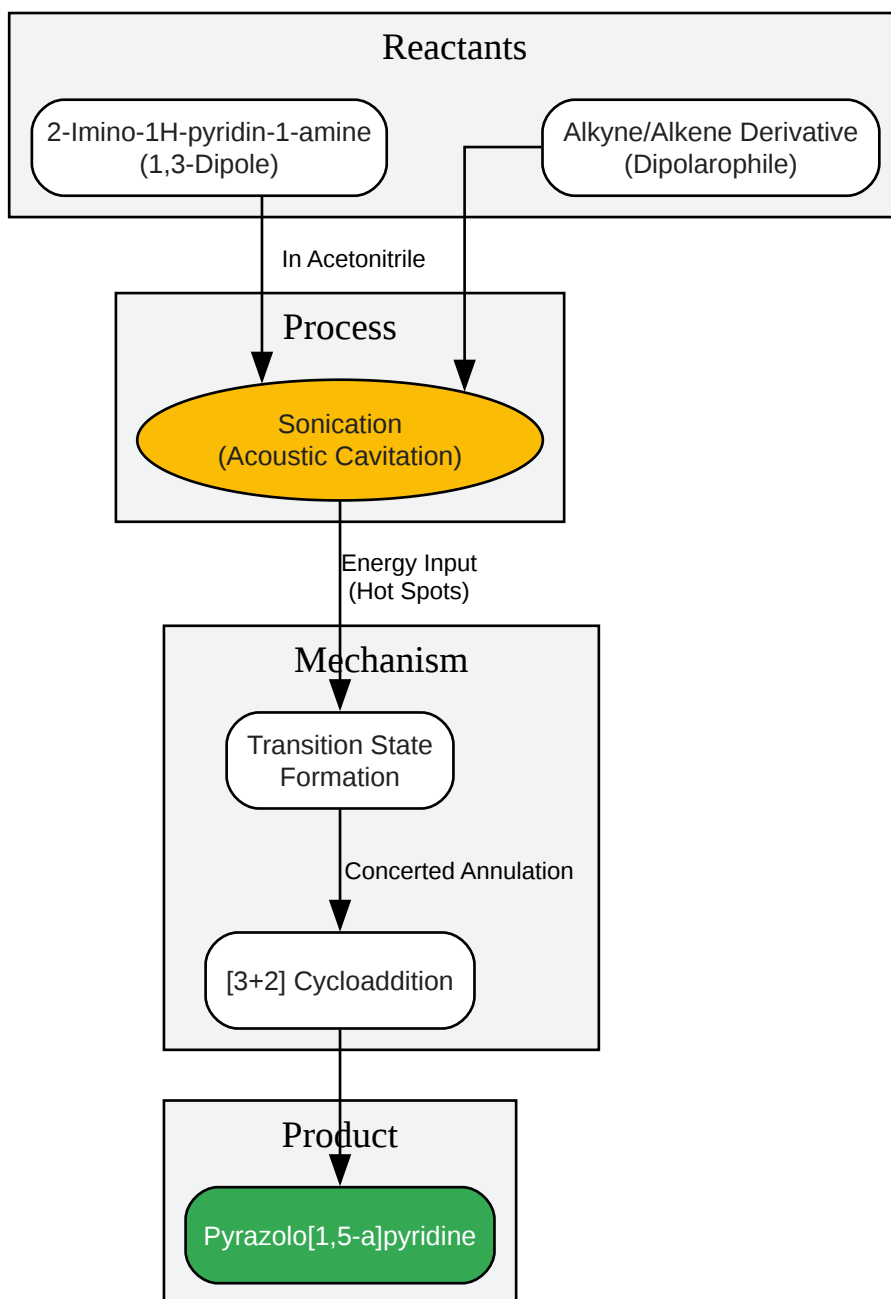 Reactants
2-Imino-1H-pyridin-1-amine
(1,3-Dipole)
Alkyne/Alkene Derivative
(Dipolarophile)
In Acetonitrile
Process
Sonication
(Acoustic Cavitation)
Energy Input
(Hot Spots)
Mechanism
Transition State
Formation
Concerted Annulation
[3+2] Cycloaddition
Product
Pyrazolo[1,5-a]pyridine